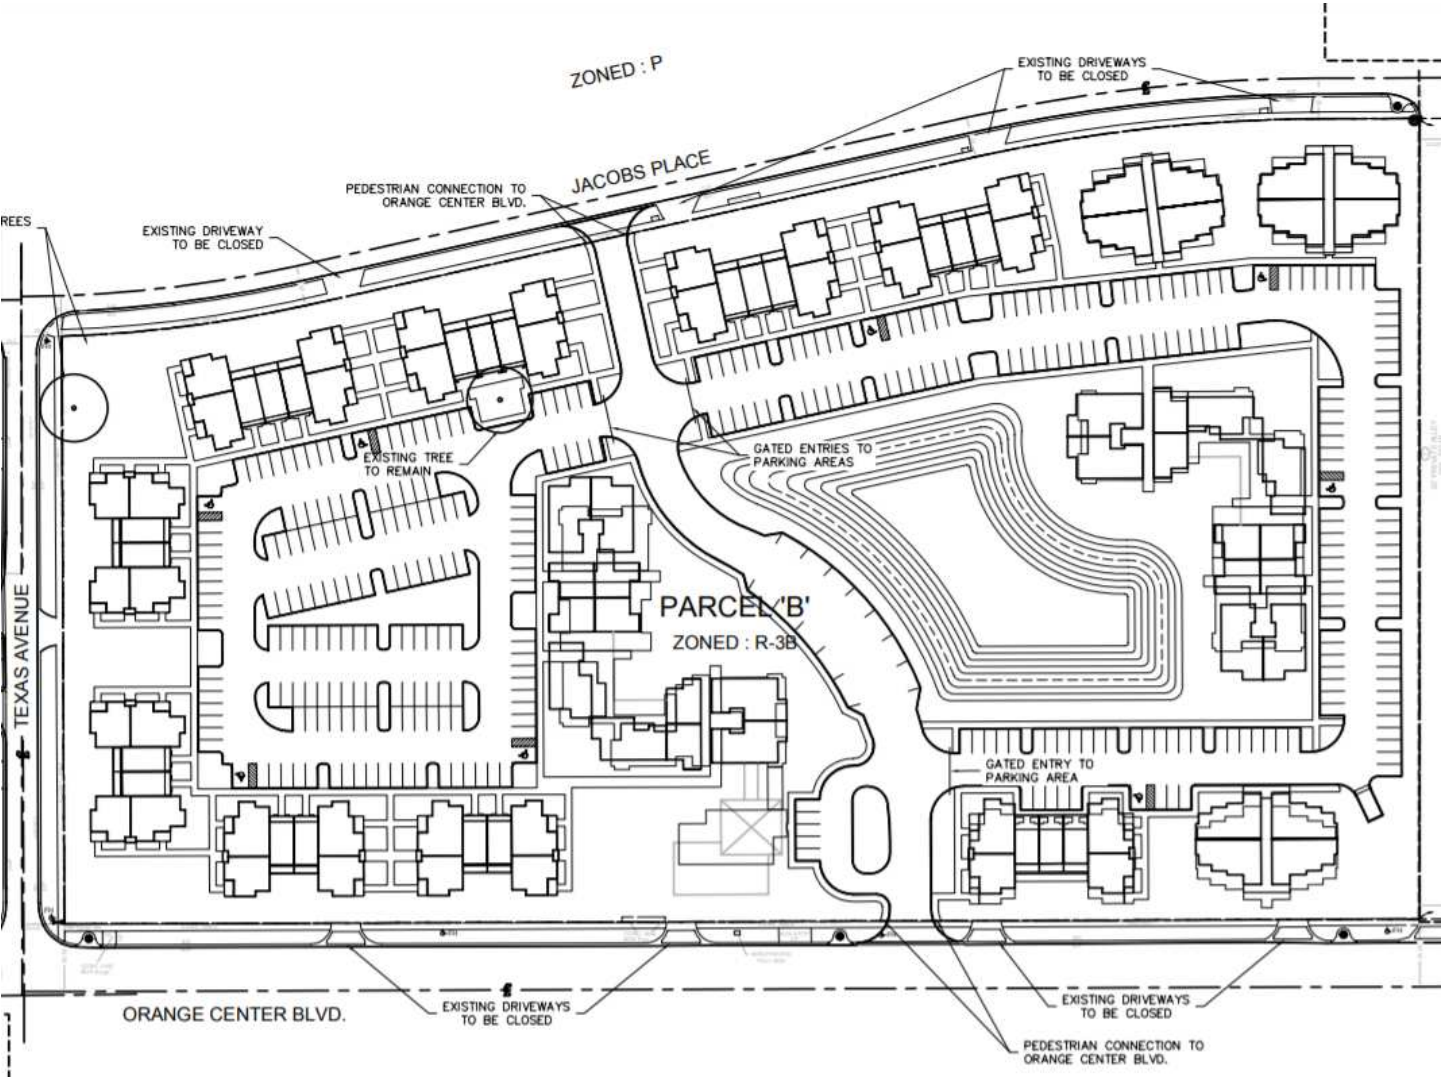 ZONED : P
EXISTING DRIVEWAYS
TO BE CLOSED
JACOBS PLACE
PEDESTRIAN CONNECTION TO
ORANGE CENTER BLVD.
REES
EXISTING DRIVEWAY
TO BE CLOSED
GATED ENTRIES TO
PARKING AREAS
EXISTING TREE
TO REMAIN
PARCEL 'B'
ZONED : R-3B
TEXAS AVENUE
GATED ENTRY TO
PARKING AREA
FH
FH
FH
EXISTING DRIVEWAYS
TO BE CLOSED
EXISTING DRIVEWAYS
TO BE CLOSED
ORANGE CENTER BLVD.
PEDESTRIAN CONNECTION TO
ORANGE CENTER BLVD.